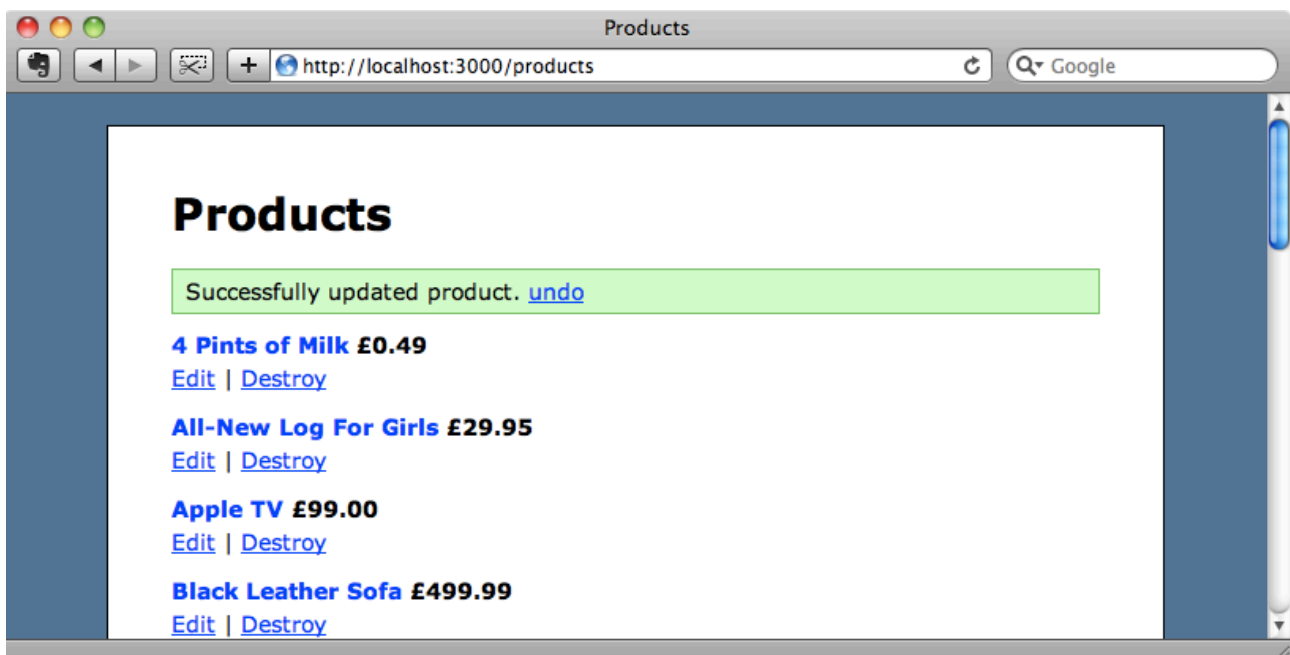 Products
+ http://localhost:3000/products Google
Products
Successfully updated product. undo
4 Pints of Milk £0.49
Edit | Destroy
All-New Log For Girls £29.95
Edit | Destroy
Apple TV £99.00
Edit | Destroy
Black Leather Sofa £499.99
Edit | Destroy